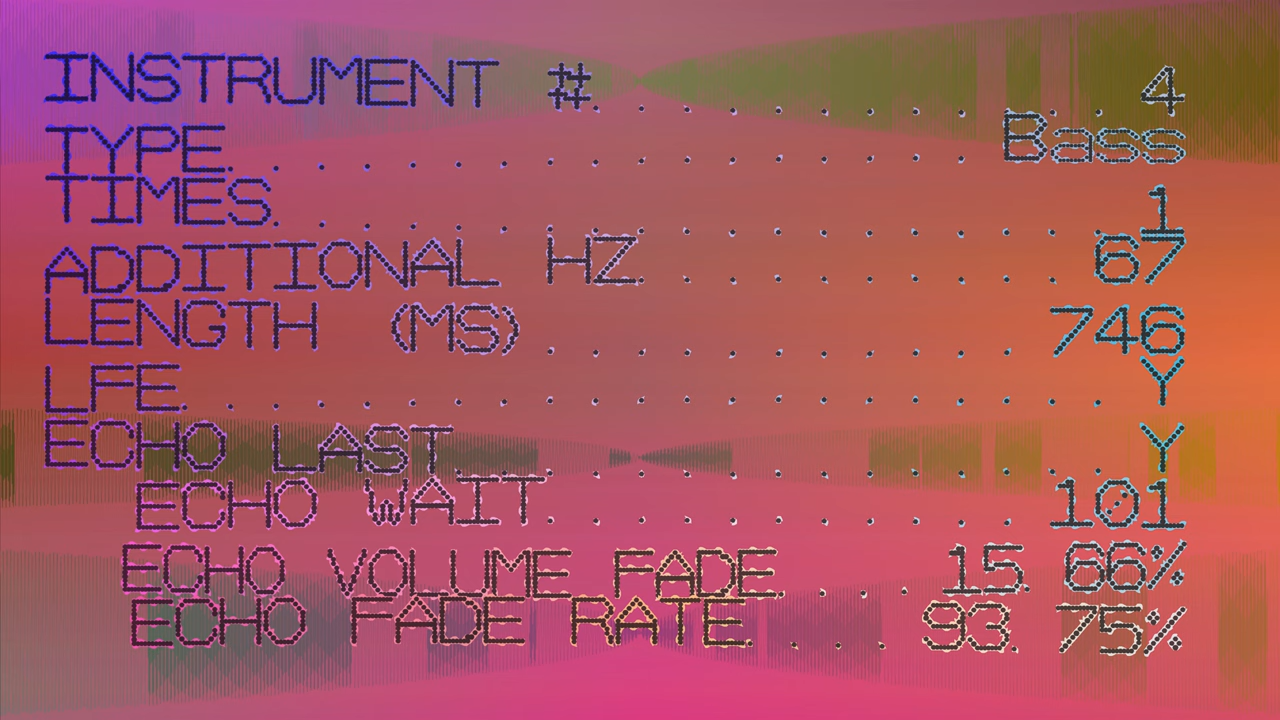 INSTRUMENT #. . . . . . . . . . . . 4
TYPE. . . . . . . . . . . . . . . . . Bass
TIMES. . . . . . . . . . . . . . . . . . . 1
ADDITIONAL HZ. . . . . . . . . . 67
LENGTH (MS) . . . . . . . . . . . 746
LFE. . . . . . . . . . . . . . . . . . . . . Y
ECHO LAST. . . . . . . . . . . . . . . Y
ECHO WAIT. . . . . . . . . . . 101
ECHO VOLUME FADE. . . . 15. 66%
ECHO FADE RATE. . . . 93. 75%